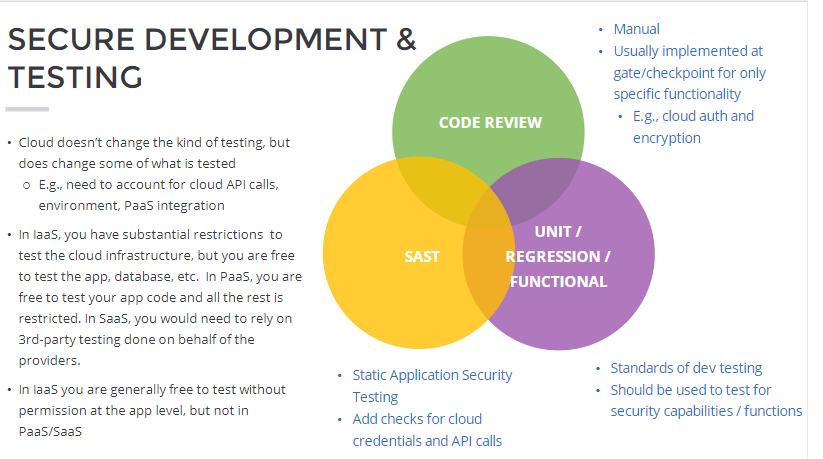 SECURE DEVELOPMENT &
TESTING
• Cloud doesn't change the kind of testing, but
does change some of what is tested
o E.g., need to account for cloud API calls,
environment, PaaS integration
• In IaaS, you have substantial restrictions to
test the cloud infrastructure, but you are free
to test the app, database, etc. In PaaS, you are
free to test your app code and all the rest is
restricted. In SaaS, you would need to rely on
3rd-party testing done on behalf of the
providers.
• In IaaS you are generally free to test without
permission at the app level, but not in
PaaS/SaaS
CODE REVIEW
• Manual
• Usually implemented at
gate/checkpoint for only
specific functionality
• E.g., cloud auth and
encryption
SAST
• Static Application Security
Testing
• Add checks for cloud
credentials and API calls
UNIT /
REGRESSION /
FUNCTIONAL
• Standards of dev testing
• Should be used to test for
security capabilities / functions